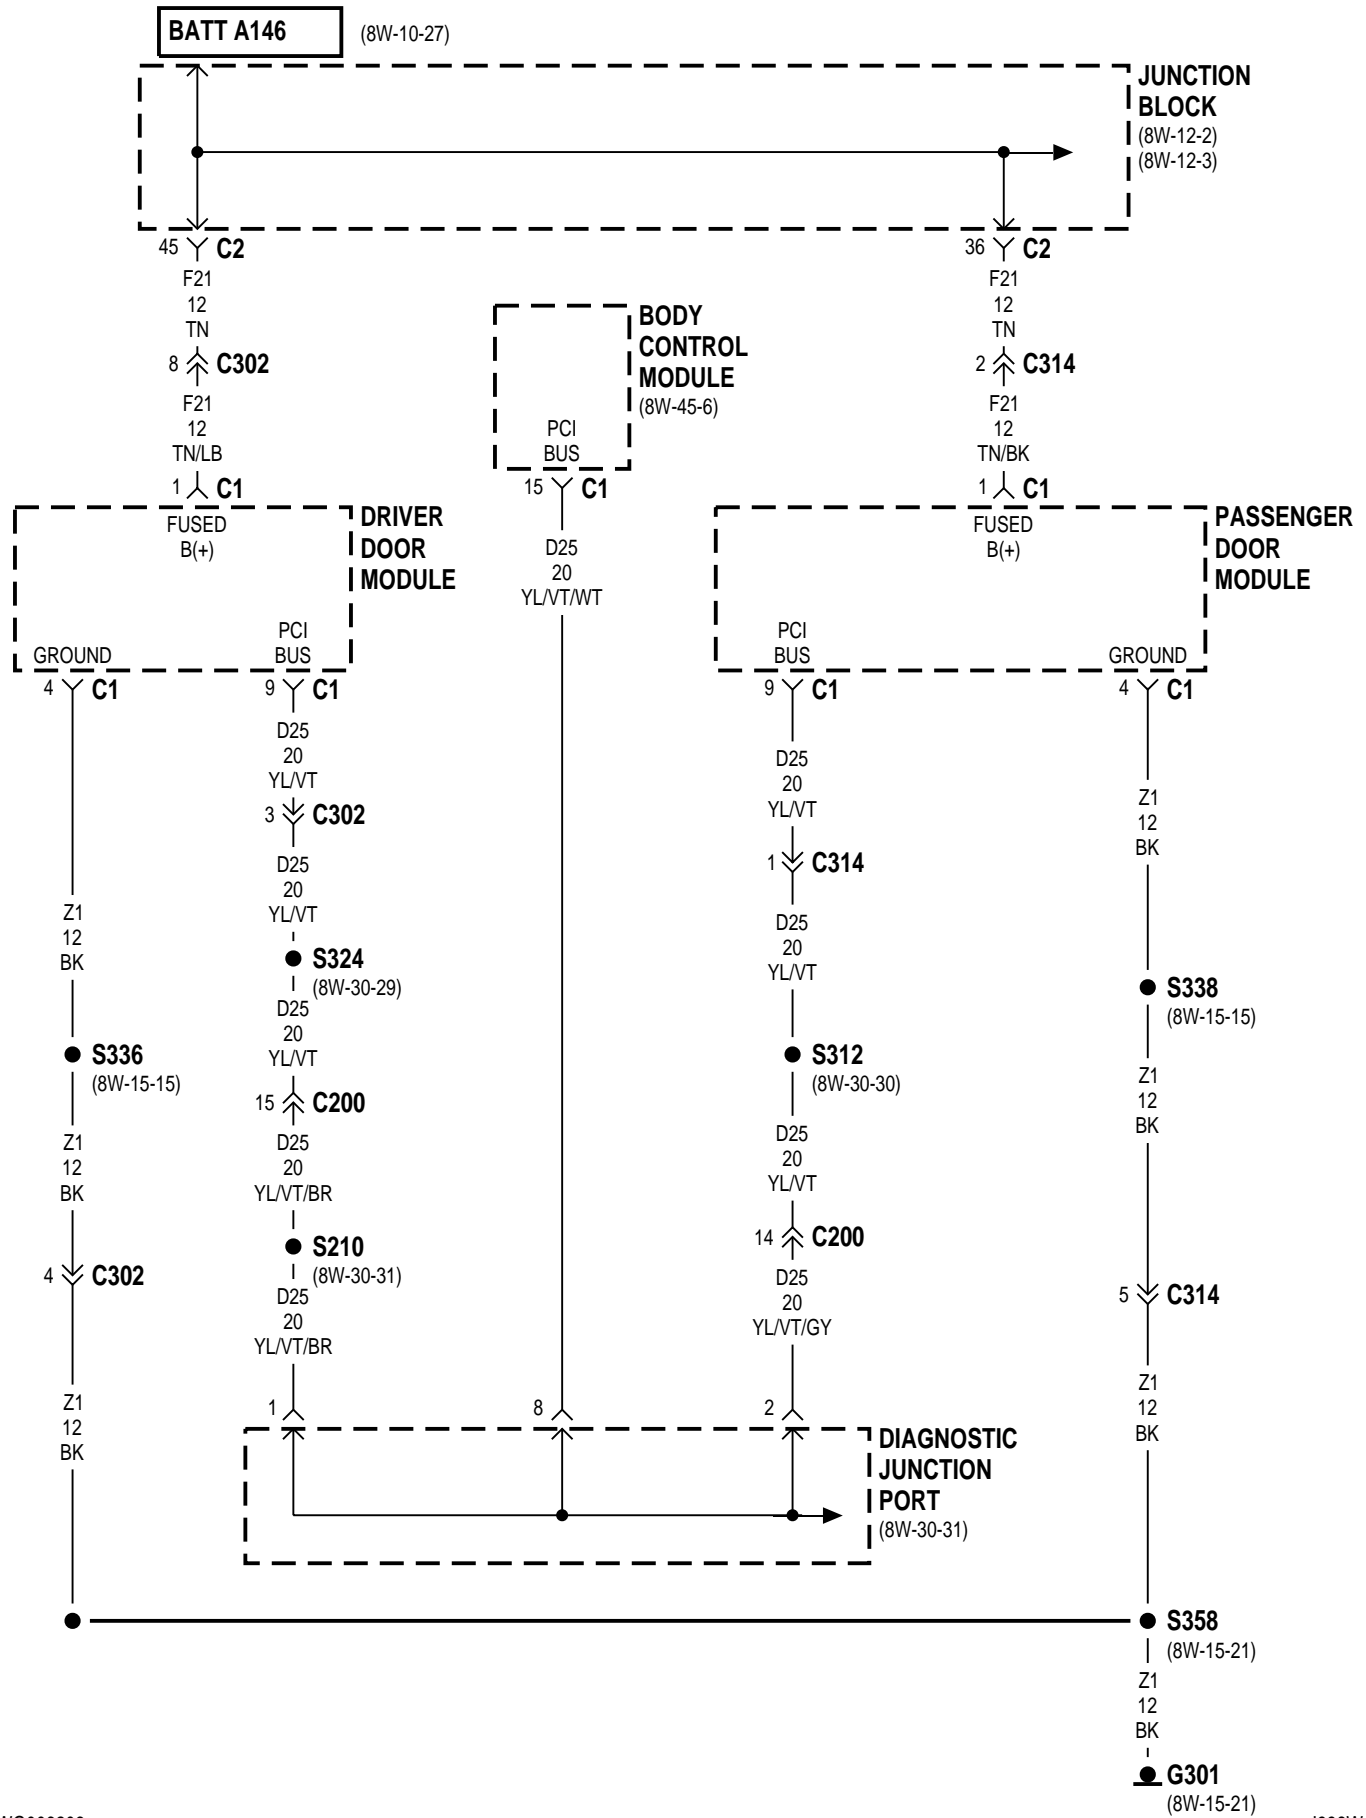 BATT A146 (8W-10-27)
JUNCTION
BLOCK
(8W-12-2)
(8W-12-3)
45 C2
F21
12
TN
8 C302
F21
12
TN/LB
1 C1
36 C2
F21
12
TN
2 C314
F21
12
TN/BK
1 C1
BODY
CONTROL
MODULE
(8W-45-6)
PCI
BUS
15 C1
D25
20
YL/VT/WT
DRIVER
DOOR
MODULE
FUSED
B(+)
GROUND
PCI
BUS
PASSENGER
DOOR
MODULE
FUSED
B(+)
PCI
BUS
GROUND
4 C1
Z1
12
BK
S336
(8W-15-15)
Z1
12
BK
4 C302
Z1
12
BK
9 C1
D25
20
YL/VT
3 C302
D25
20
YL/VT
S324
(8W-30-29)
D25
20
YL/VT
15 C200
D25
20
YL/VT/BR
S210
(8W-30-31)
D25
20
YL/VT/BR
1
8
9 C1
D25
20
YL/VT
1 C314
D25
20
YL/VT
S312
(8W-30-30)
D25
20
YL/VT
14 C200
D25
20
YL/VT/GY
2
4 C1
Z1
12
BK
S338
(8W-15-15)
Z1
12
BK
5 C314
Z1
12
BK
DIAGNOSTIC
JUNCTION
PORT
(8W-30-31)
S358
(8W-15-21)
Z1
12
BK
G301
(8W-15-21)